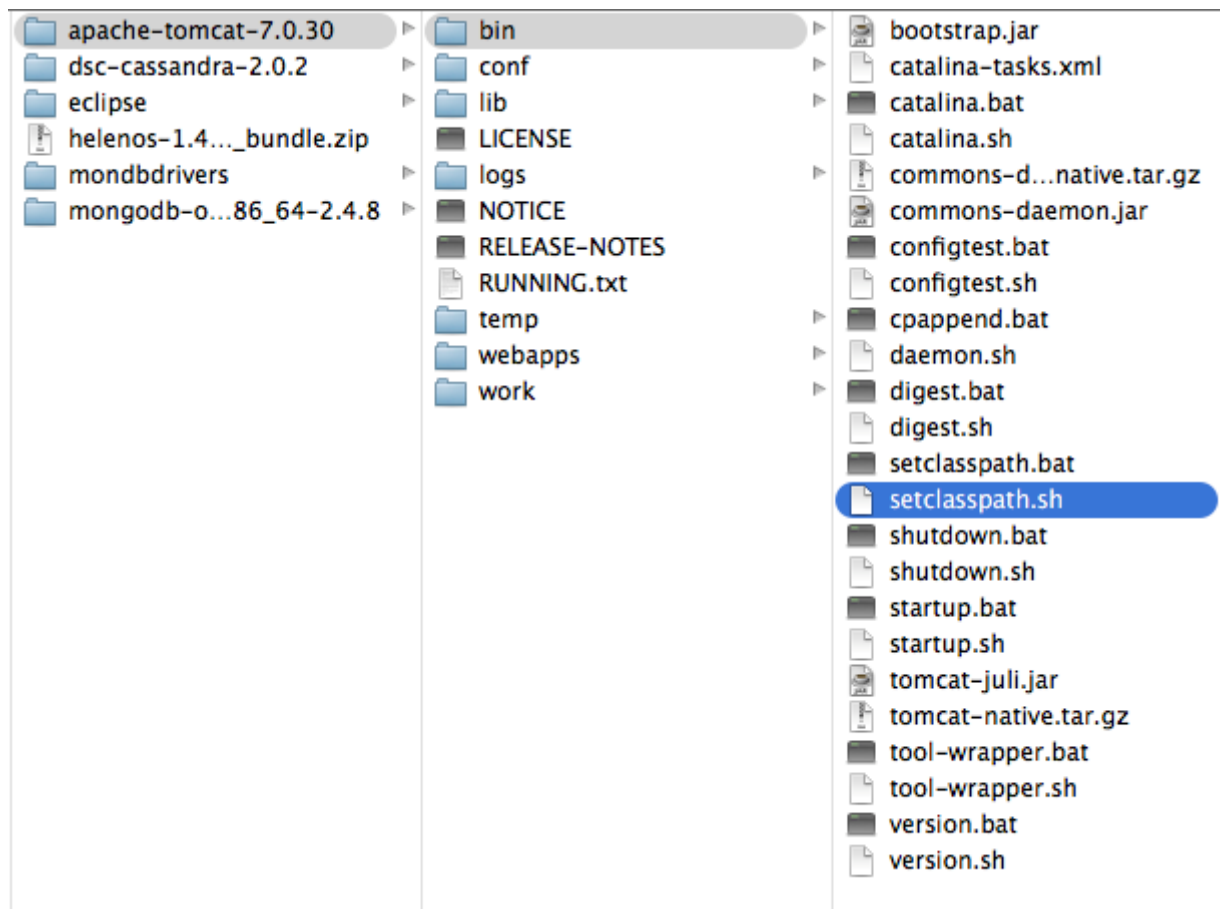 apache-tomcat-7.0.30
dsc-cassandra-2.0.2
eclipse
helenos-1.4..._bundle.zip
mondbdrivers
mongodb-o...86_64-2.4.8
bin
conf
lib
LICENSE
logs
NOTICE
RELEASE-NOTES
RUNNING.txt
temp
webapps
work
bootstrap.jar
catalina-tasks.xml
catalina.bat
catalina.sh
commons-d...native.tar.gz
commons-daemon.jar
configtest.bat
configtest.sh
cpappend.bat
daemon.sh
digest.bat
digest.sh
setclasspath.bat
setclasspath.sh
shutdown.bat
shutdown.sh
startup.bat
startup.sh
tomcat-juli.jar
tomcat-native.tar.gz
tool-wrapper.bat
tool-wrapper.sh
version.bat
version.sh